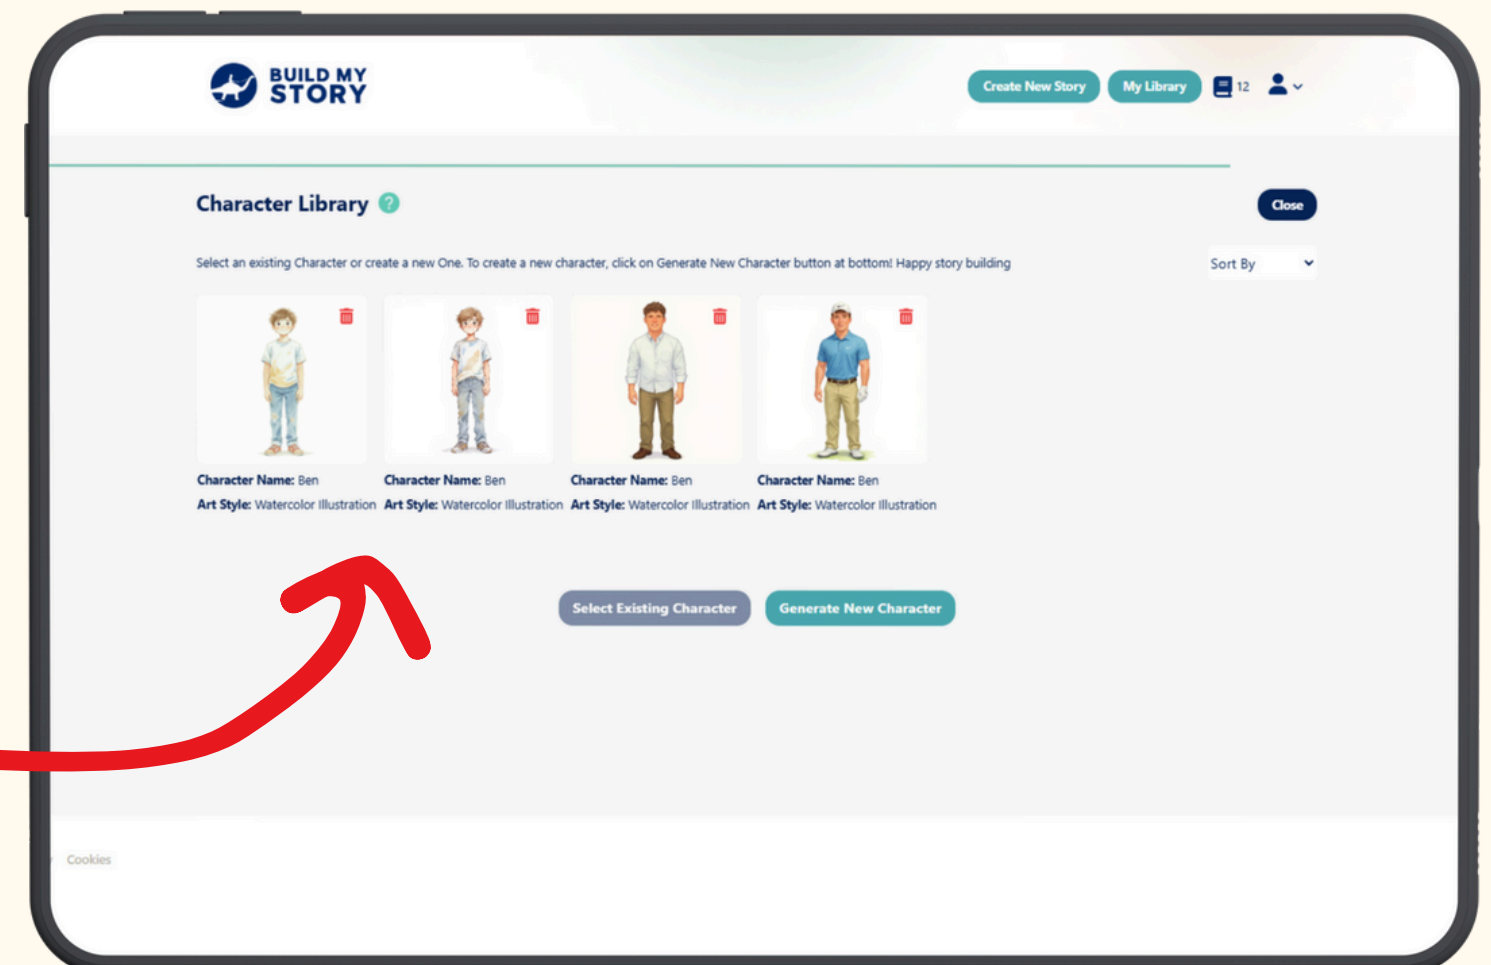 BUILD MY
STORY
Create New Story
My Library
12
Character Library ?
Close
Select an existing Character or create a new One. To create a new character, click on Generate New Character button at bottom! Happy story building
Sort By
Character Name: Ben
Art Style: Watercolor Illustration
Character Name: Ben
Art Style: Watercolor Illustration
Character Name: Ben
Art Style: Watercolor Illustration
Character Name: Ben
Art Style: Watercolor Illustration
Select Existing Character
Generate New Character
Cookies